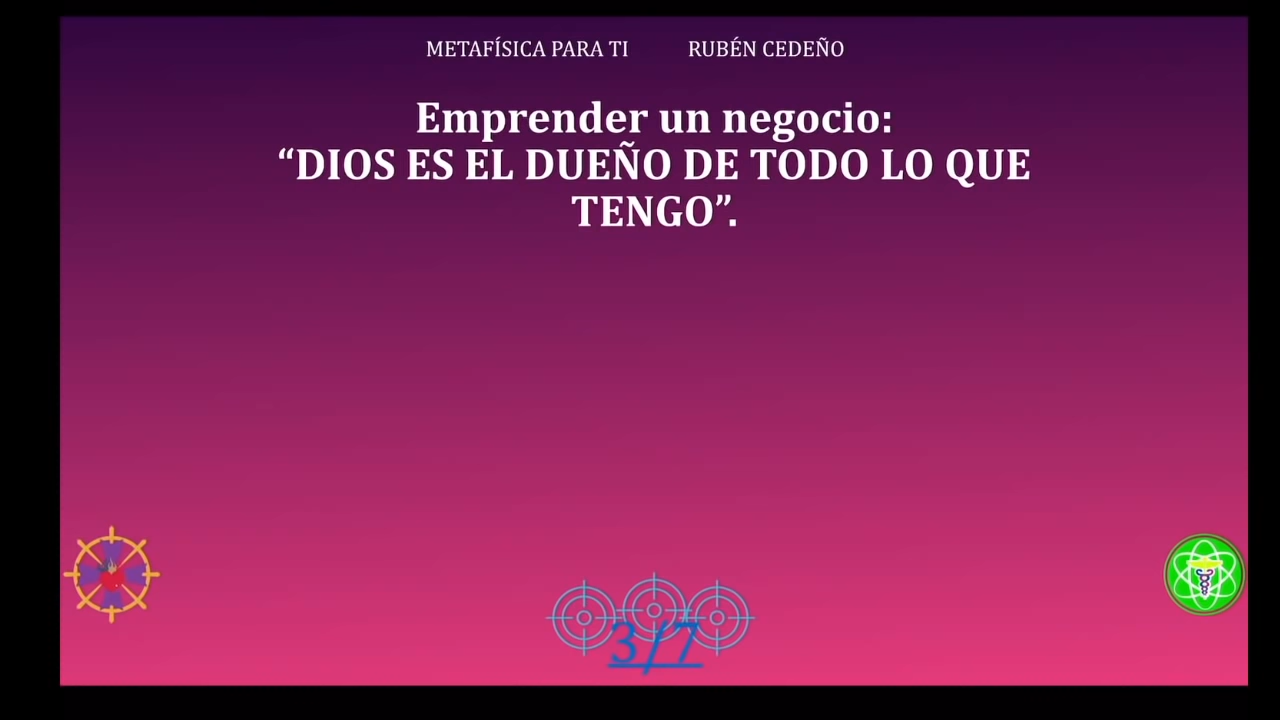 METAFÍSICA PARA TI RUBÉN CEDEÑO
Emprender un negocio:
“DIOS ES EL DUEÑO DE TODO LO QUE
TENGO”.
3/7